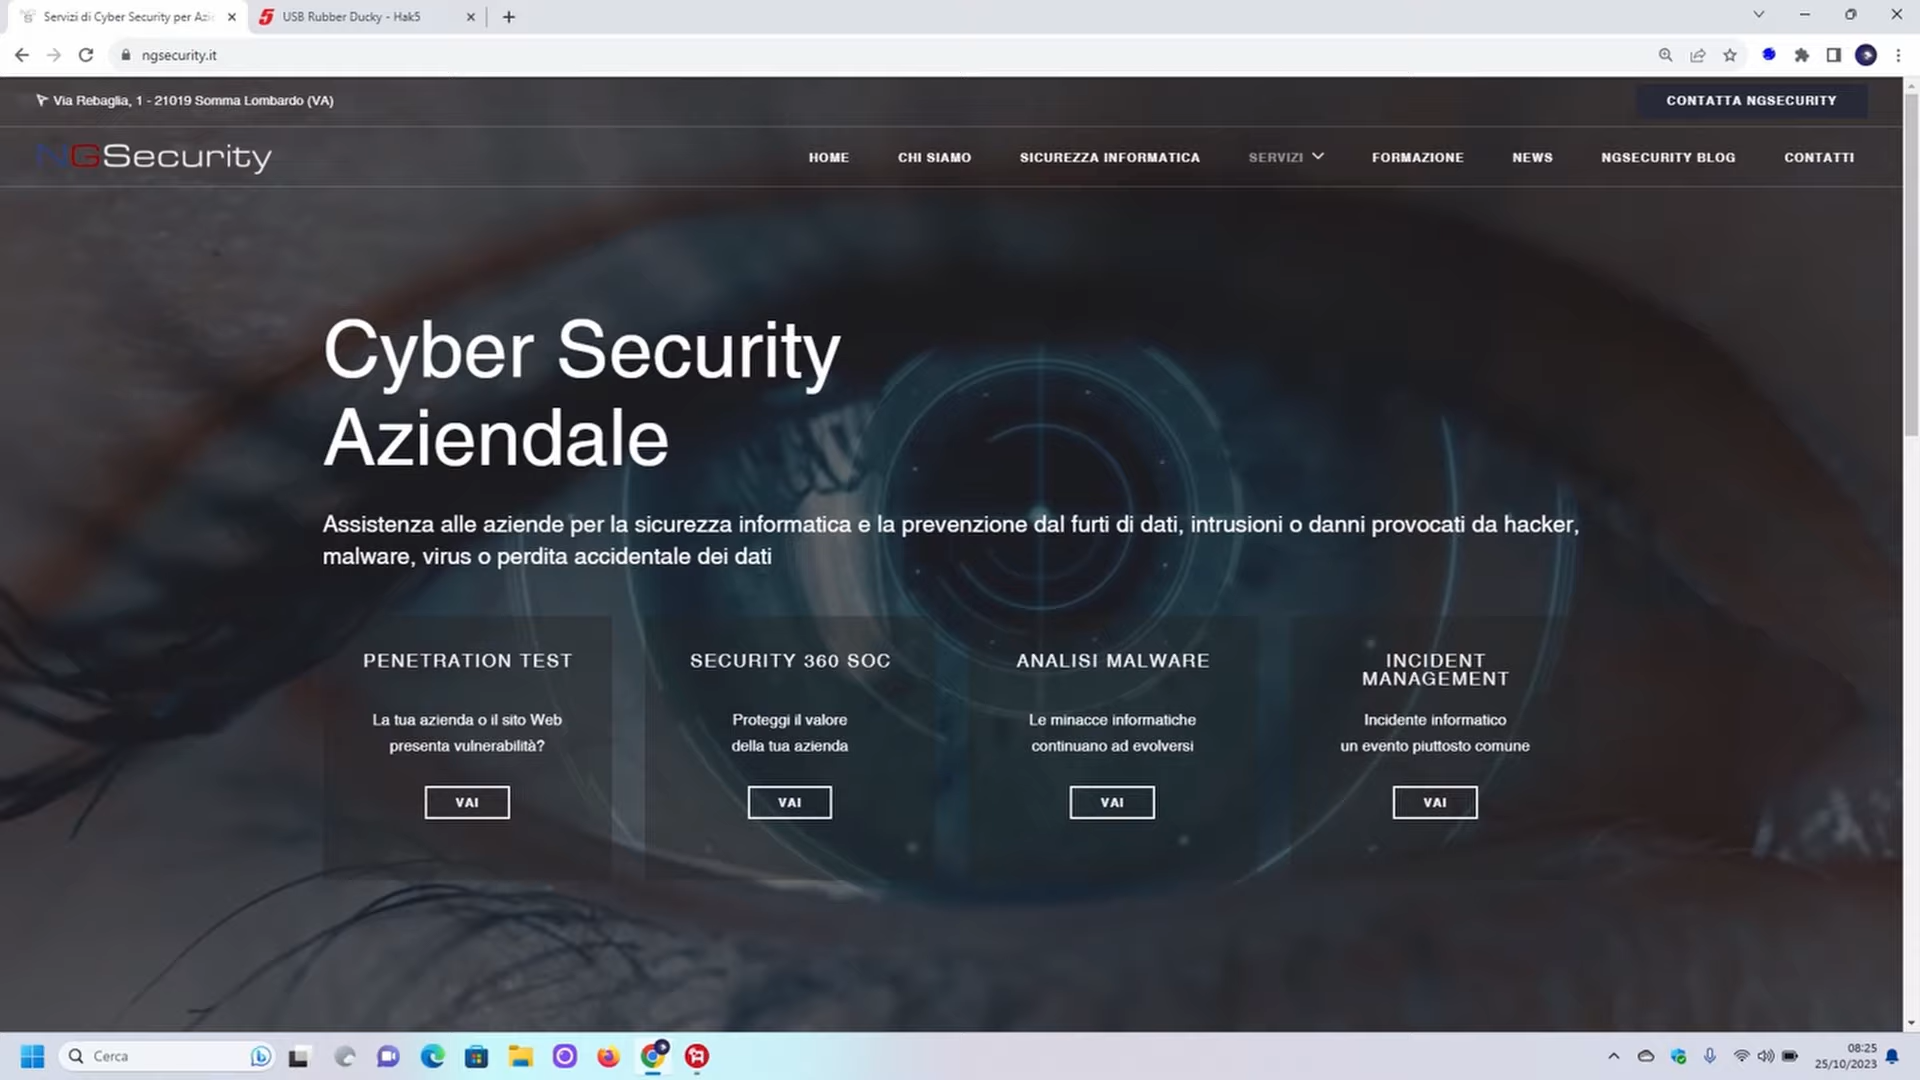 Servizi di Cyber Security per Azi
USB Rubber Ducky - Hak5
ngsecurity.it
Via Rebaglia, 1 - 21019 Somma Lombardo (VA)
CONTATTA NGSECURITY
NGSecurity
HOME
CHI SIAMO
SICUREZZA INFORMATICA
SERVIZI
FORMAZIONE
NEWS
NGSECURITY BLOG
CONTATTI
Cyber Security
Aziendale
Assistenza alle aziende per la sicurezza informatica e la prevenzione dal furti di dati, intrusioni o danni provocati da hacker,
malware, virus o perdita accidentale dei dati
PENETRATION TEST
La tua azienda o il sito Web
presenta vulnerabilità?
VAI
SECURITY 360 SOC
Proteggi il valore
della tua azienda
VAI
ANALISI MALWARE
Le minacce informatiche
continuano ad evolversi
VAI
INCIDENT
MANAGEMENT
Incidente informatico
un evento piuttosto comune
VAI
Cerca
08:25
25/10/2023